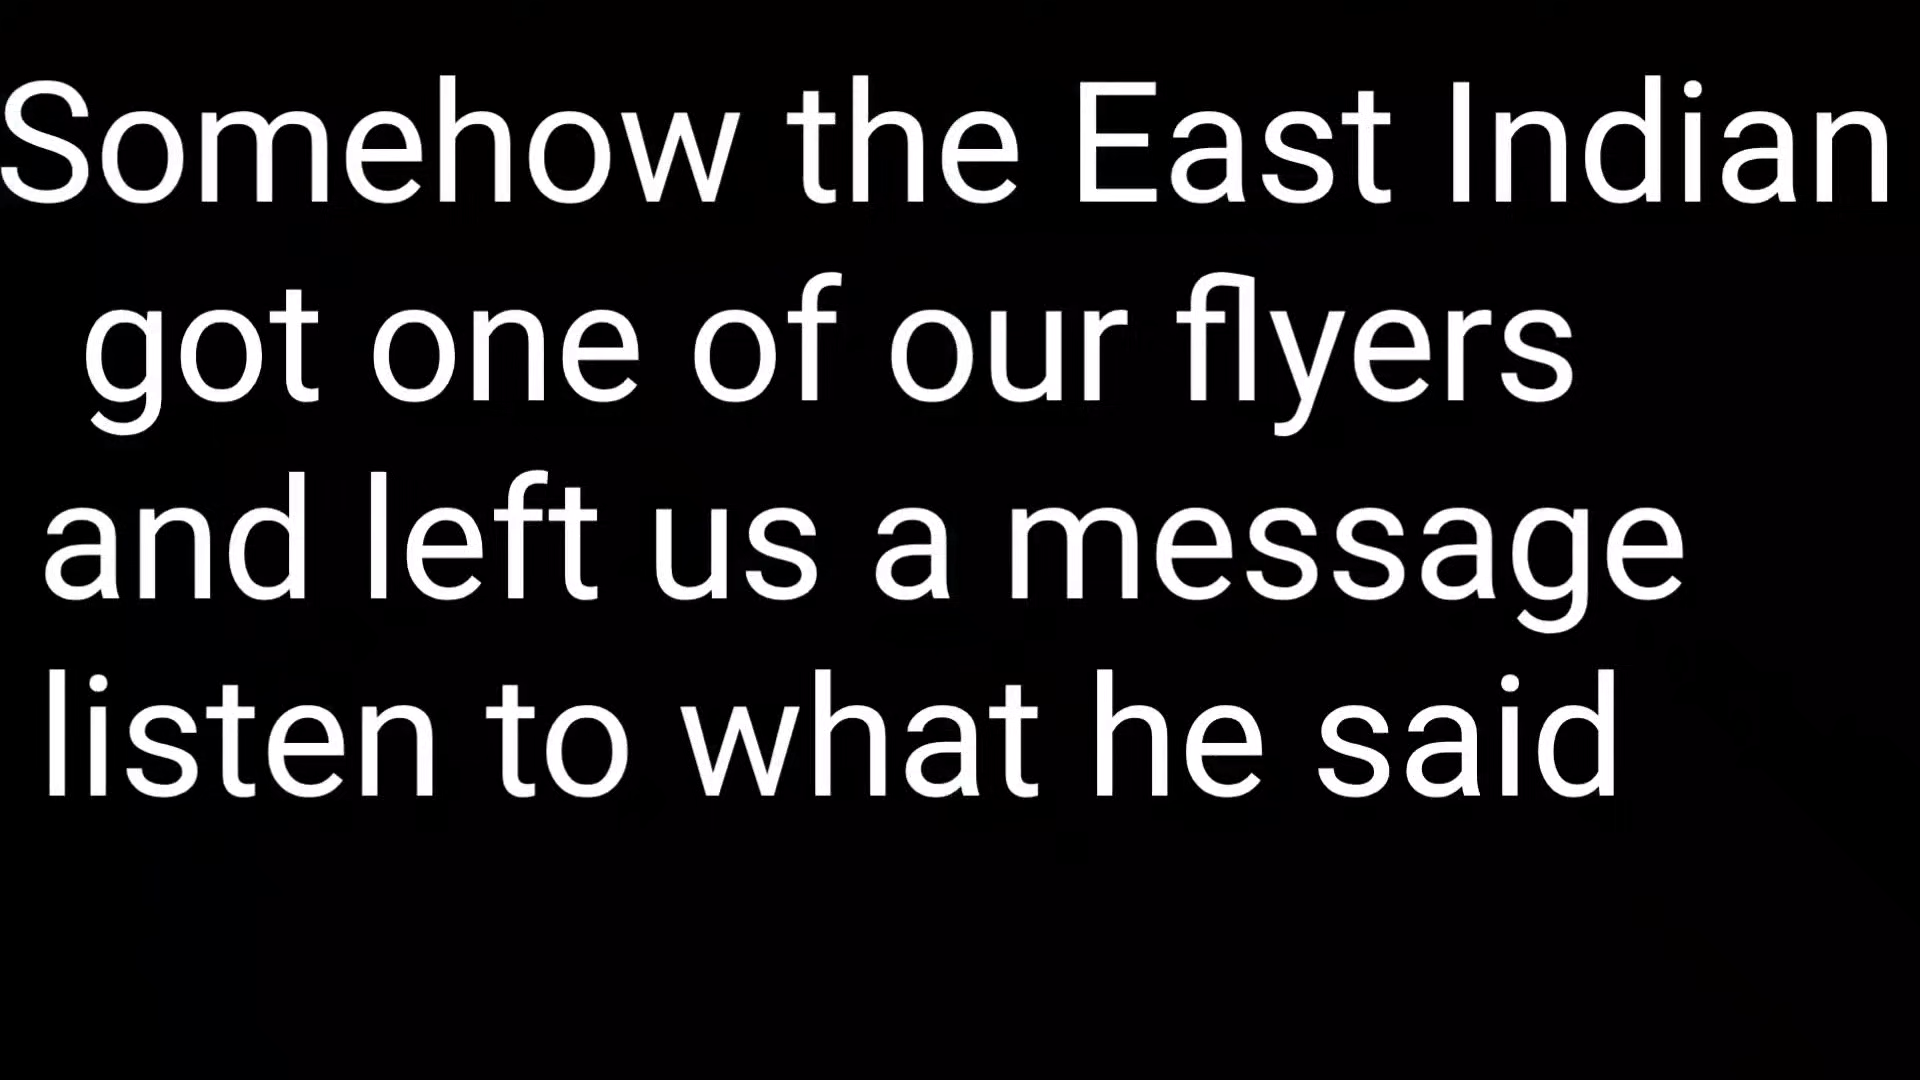 Somehow the East Indian
got one of our flyers
and left us a message
listen to what he said